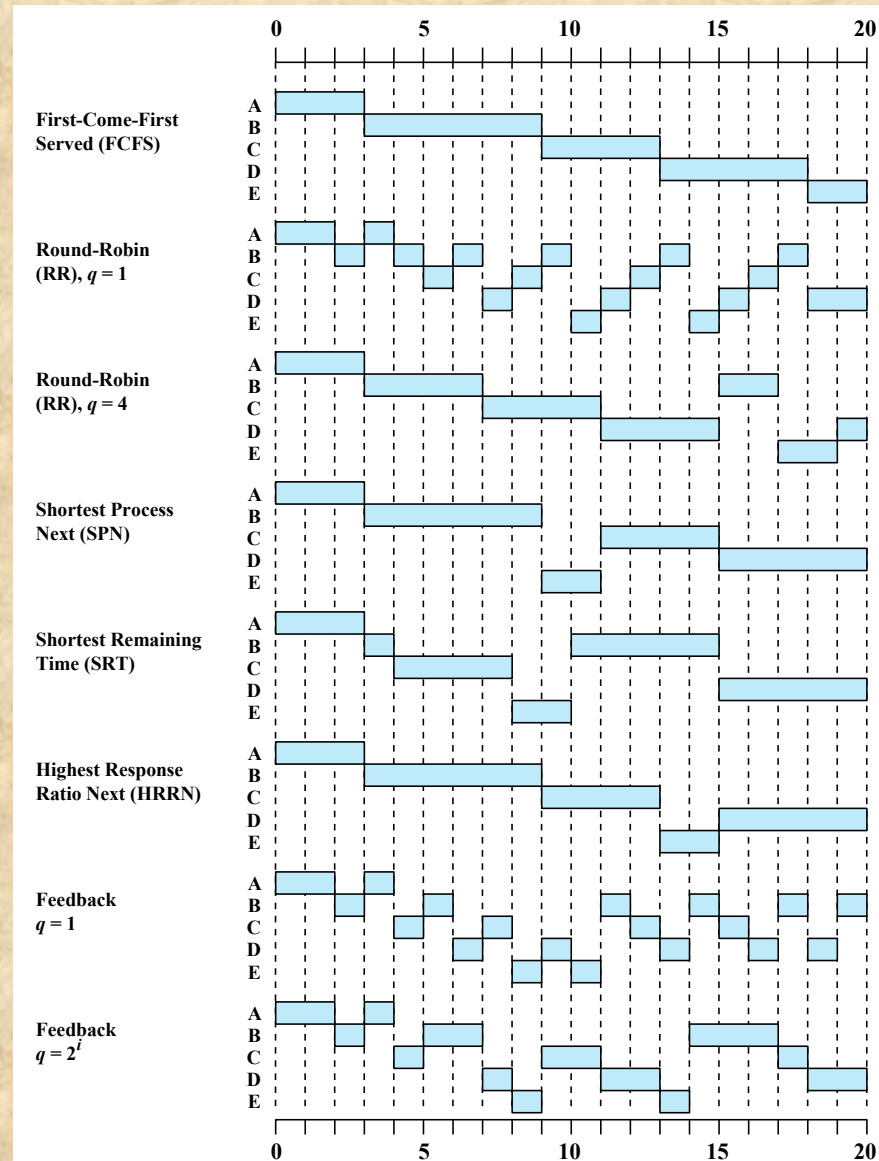 0 5 10 15 20
First-Come-First
Served (FCFS)
A
B
C
D
E
Round-Robin
(RR), q = 1
A
B
C
D
E
Round-Robin
(RR), q = 4
A
B
C
D
E
Shortest Process
Next (SPN)
A
B
C
D
E
Shortest Remaining
Time (SRT)
A
B
C
D
E
Highest Response
Ratio Next (HRRN)
A
B
C
D
E
Feedback
q = 1
A
B
C
D
E
Feedback
q = 2^i
A
B
C
D
E
0 5 10 15 20